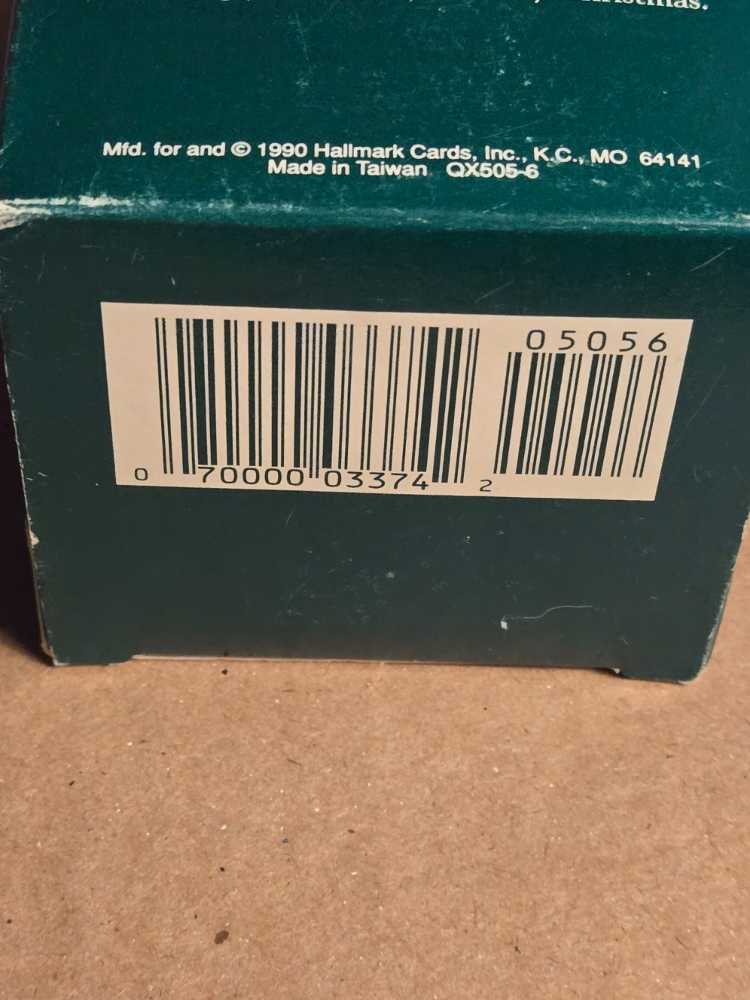 Christmas.
Mfd. for and © 1990 Hallmark Cards, Inc., K.C., MO 64141
Made in Taiwan QX505-6
05056
0 70000 03374 2